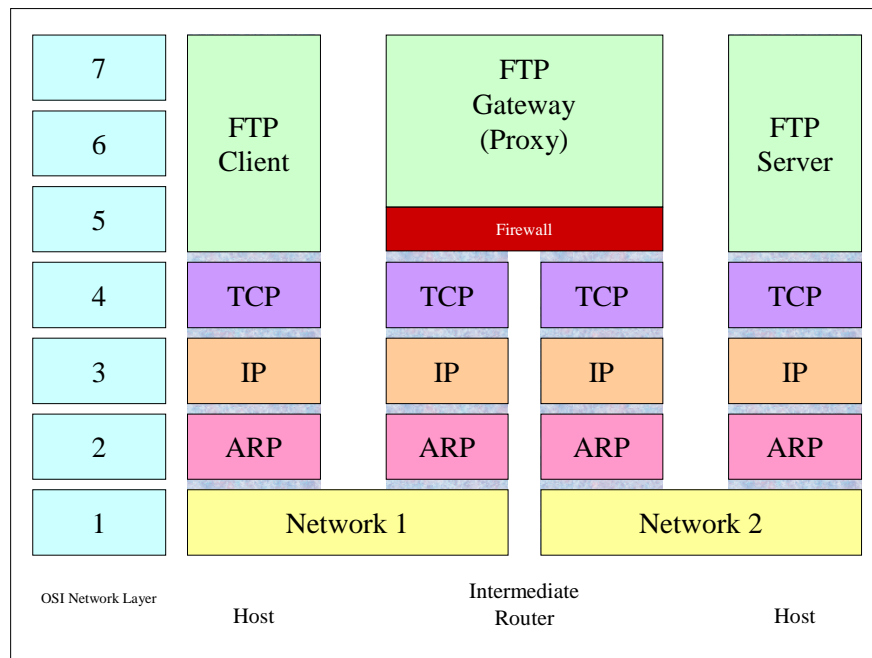 7
6
5
4
3
2
1
OSI Network Layer
FTP
Client
TCP
IP
ARP
Network 1
Host
FTP
Gateway
(Proxy)
Firewall
TCP
TCP
IP
IP
ARP
ARP
Intermediate
Router
FTP
Server
TCP
IP
ARP
Network 2
Host